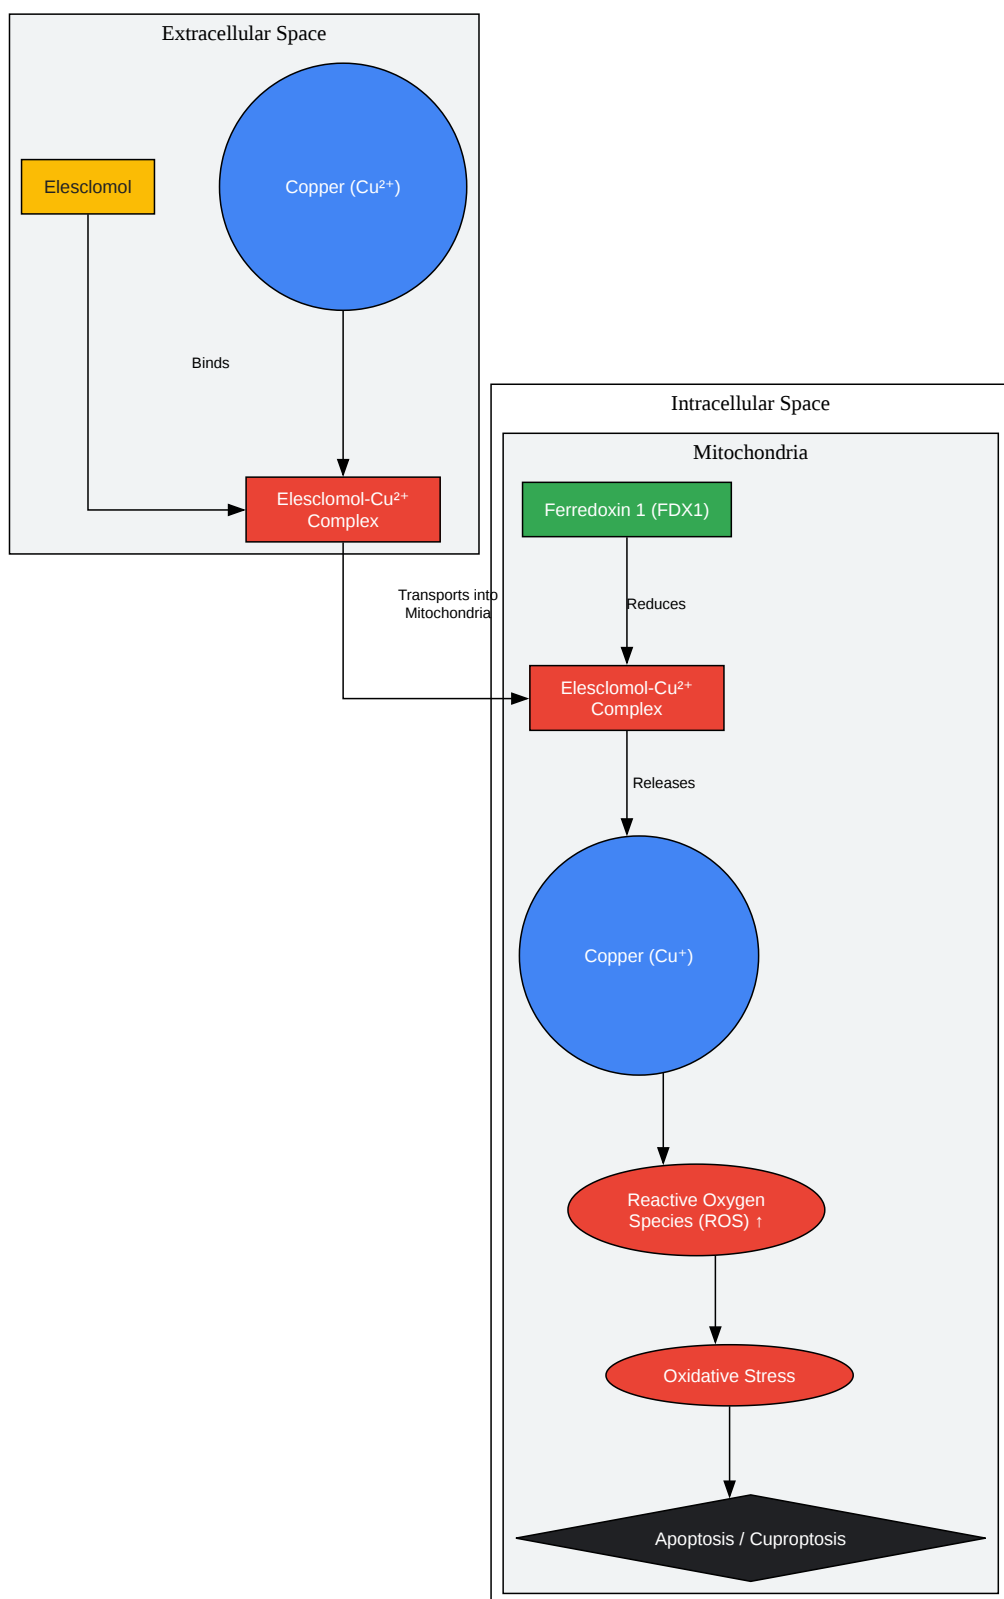 Extracellular Space
Elesclomol
Copper (Cu²⁺)
Binds
Elesclomol-Cu²⁺
Complex
Transports into
Mitochondria
Intracellular Space
Mitochondria
Ferredoxin 1 (FDX1)
Reduces
Elesclomol-Cu²⁺
Complex
Releases
Copper (Cu⁺)
Reactive Oxygen
Species (ROS) ↑
Oxidative Stress
Apoptosis / Cuproptosis